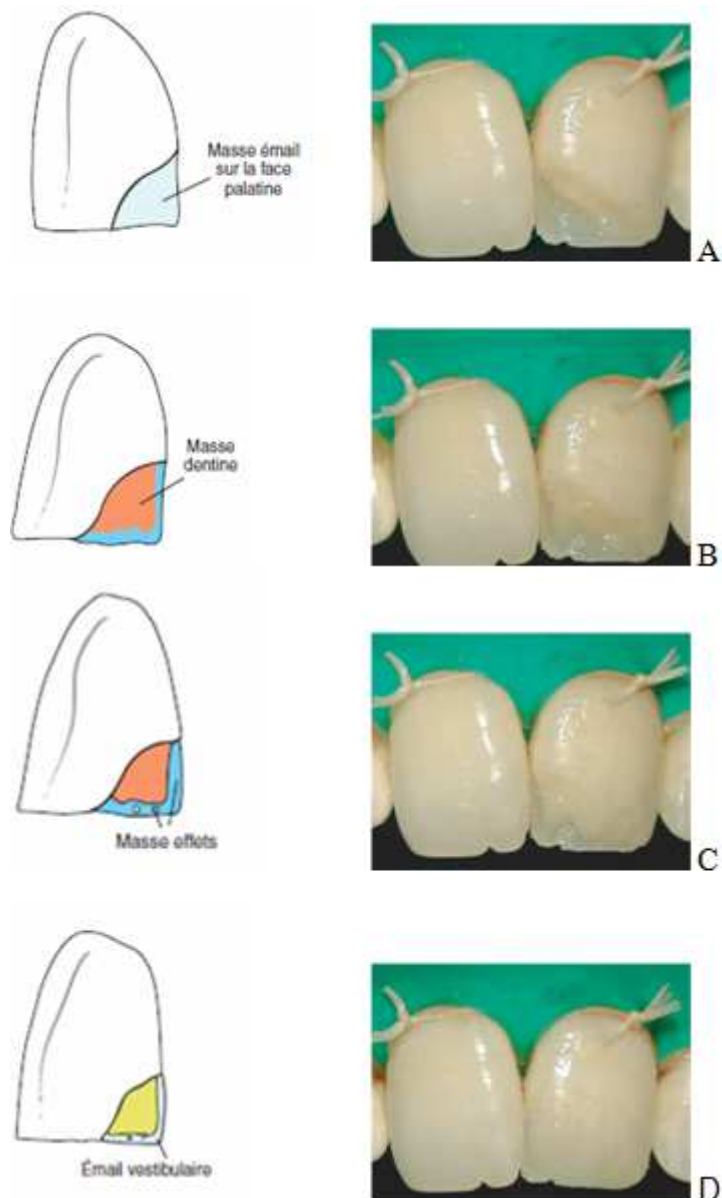 Masse émail
sur la face
palatine
A
Masse
dentine
B
Masse effets
C
Émail vestibulaire
D